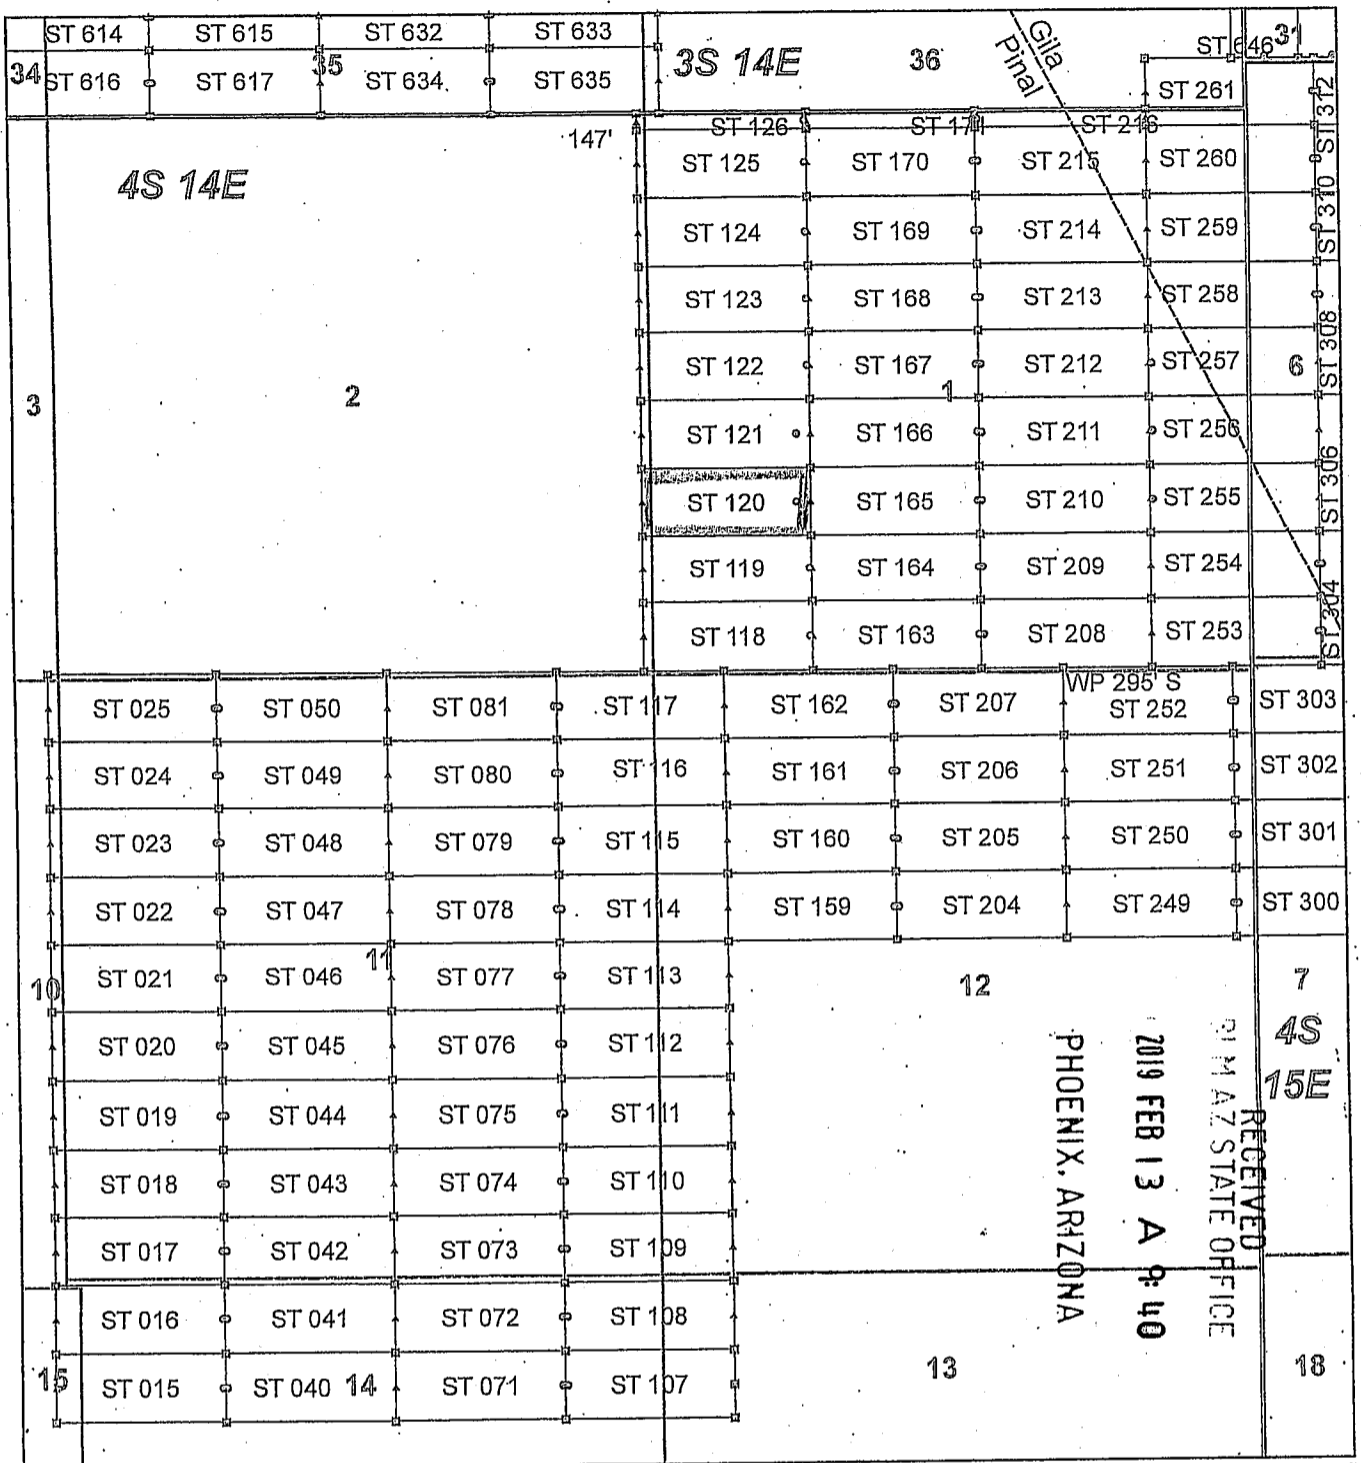 ST 614 ST 615 ST 632 ST 633 3S 14E 36 Gila Pinal ST 646 31
34 ST 616 ST 617 35 ST 634 ST 635 ST 261 ST 312
147' ST 126 ST 171 ST 216
4S 14E ST 125 ST 170 ST 215 ST 260 ST 310
ST 124 ST 169 ST 214 ST 259
ST 123 ST 168 ST 213 ST 258 ST 308
3 2 ST 122 ST 167 1 ST 212 ST 257 6
ST 121 ST 166 ST 211 ST 256 ST 306
ST 120 ST 165 ST 210 ST 255
ST 119 ST 164 ST 209 ST 254 ST 304
ST 118 ST 163 ST 208 ST 253
WP 295' S
ST 025 ST 050 ST 081 ST 117 ST 162 ST 207 ST 252 ST 303
ST 024 ST 049 ST 080 ST 116 ST 161 ST 206 ST 251 ST 302
ST 023 ST 048 ST 079 ST 115 ST 160 ST 205 ST 250 ST 301
ST 022 ST 047 ST 078 ST 114 ST 159 ST 204 ST 249 ST 300
10 ST 021 ST 046 11 ST 077 ST 113 12 7
ST 020 ST 045 ST 076 ST 112 4S
ST 019 ST 044 ST 075 ST 111 15E
ST 018 ST 043 ST 074 ST 110
ST 017 ST 042 ST 073 ST 109
ST 016 ST 041 ST 072 ST 108
15 ST 015 ST 040 14 ST 071 ST 107 13 18
RECEIVED
BLM AZ STATE OFFICE
2019 FEB 13 A 9:40
PHOENIX, ARIZONA